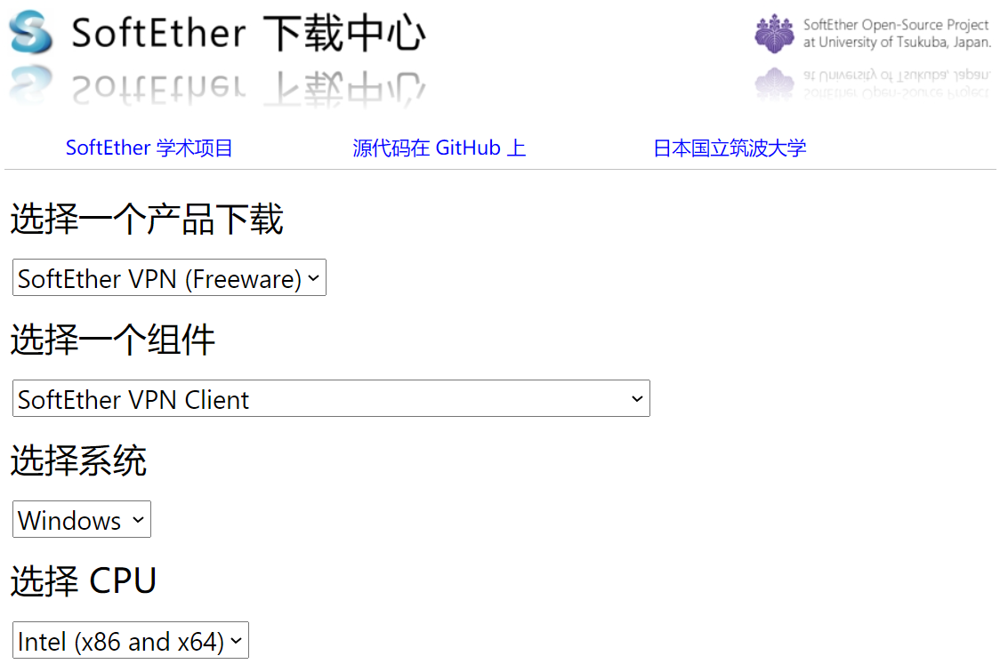 SoftEther 下载中心
SoftEther Open-Source Project
at University of Tsukuba, Japan.
SoftEther 学术项目 源代码在 GitHub 上 日本国立筑波大学
选择一个产品下载
SoftEther VPN (Freeware)
选择一个组件
SoftEther VPN Client
选择系统
Windows
选择 CPU
Intel (x86 and x64)